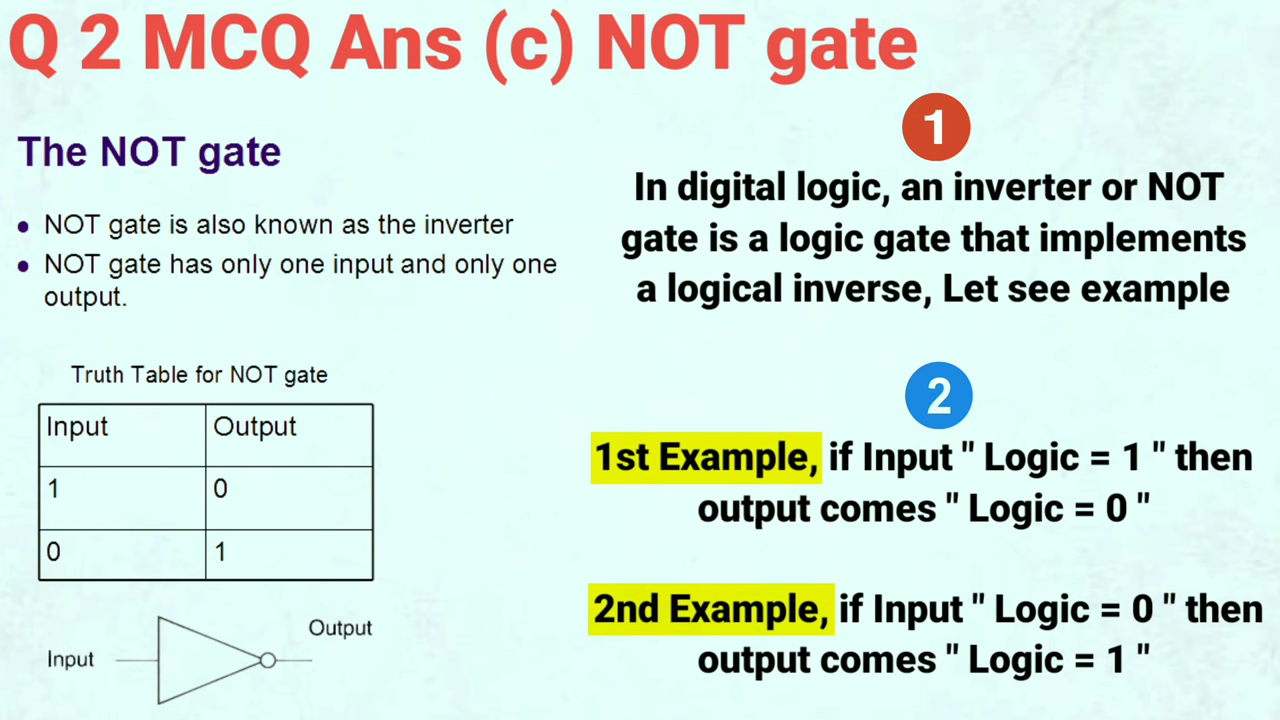 Q 2 MCQ Ans (c) NOT gate
The NOT gate
• NOT gate is also known as the inverter
• NOT gate has only one input and only one
output.
Truth Table for NOT gate
Input Output
1 0
0 1
Input
Output
1
In digital logic, an inverter or NOT
gate is a logic gate that implements
a logical inverse, Let see example
2
1st Example, if Input " Logic = 1 " then
output comes " Logic = 0 "
2nd Example, if Input " Logic = 0 " then
output comes " Logic = 1 "